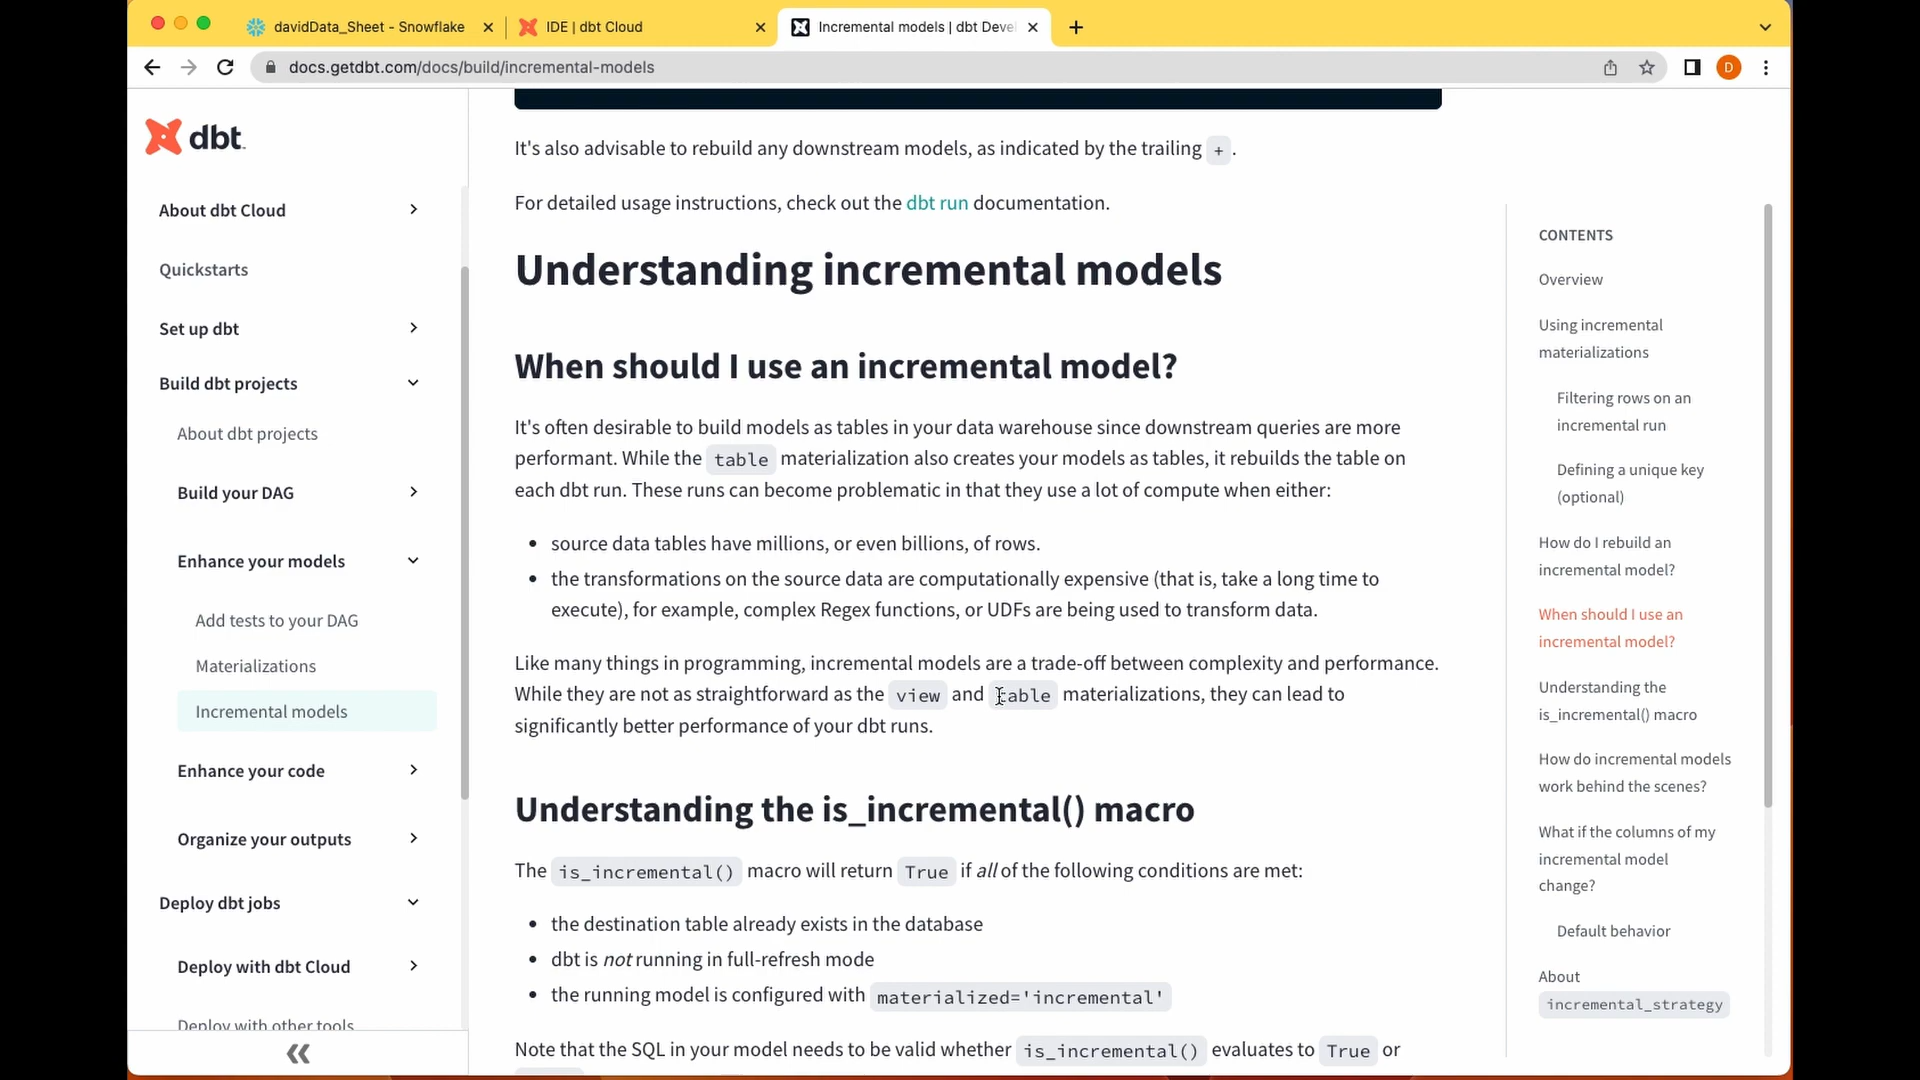 davidData_Sheet - Snowflake
IDE | dbt Cloud
Incremental models | dbt Deve
docs.getdbt.com/docs/build/incremental-models
D
dbt
About dbt Cloud
Quickstarts
Set up dbt
Build dbt projects
About dbt projects
Build your DAG
Enhance your models
Add tests to your DAG
Materializations
Incremental models
Enhance your code
Organize your outputs
Deploy dbt jobs
Deploy with dbt Cloud
Deploy with other tools
It's also advisable to rebuild any downstream models, as indicated by the trailing + .
For detailed usage instructions, check out the dbt run documentation.
Understanding incremental models
When should I use an incremental model?
It's often desirable to build models as tables in your data warehouse since downstream queries are more
performant. While the table materialization also creates your models as tables, it rebuilds the table on
each dbt run. These runs can become problematic in that they use a lot of compute when either:
• source data tables have millions, or even billions, of rows.
• the transformations on the source data are computationally expensive (that is, take a long time to
execute), for example, complex Regex functions, or UDFs are being used to transform data.
Like many things in programming, incremental models are a trade-off between complexity and performance.
While they are not as straightforward as the view and table materializations, they can lead to
significantly better performance of your dbt runs.
Understanding the is_incremental() macro
The is_incremental() macro will return True if all of the following conditions are met:
• the destination table already exists in the database
• dbt is not running in full-refresh mode
• the running model is configured with materialized='incremental'
Note that the SQL in your model needs to be valid whether is_incremental() evaluates to True or
CONTENTS
Overview
Using incremental
materializations
Filtering rows on an
incremental run
Defining a unique key
(optional)
How do I rebuild an
incremental model?
When should I use an
incremental model?
Understanding the
is_incremental() macro
How do incremental models
work behind the scenes?
What if the columns of my
incremental model
change?
Default behavior
About
incremental_strategy